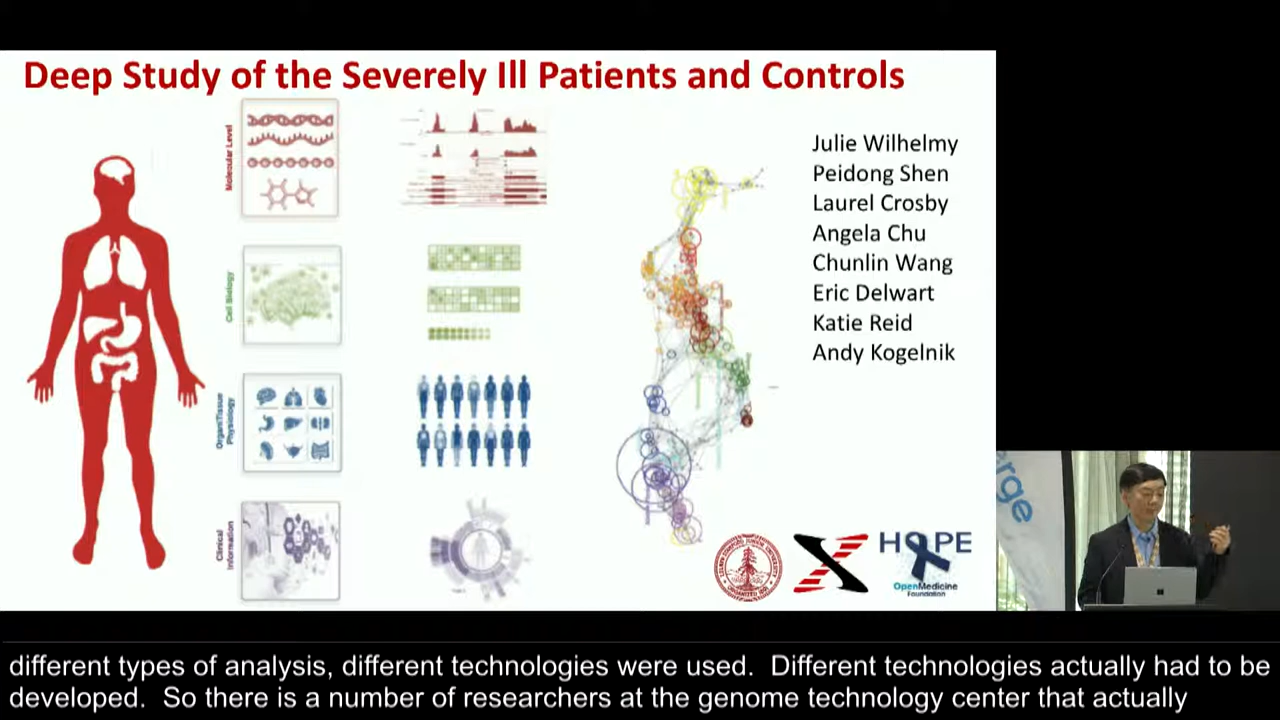 Deep Study of the Severely Ill Patients and Controls
Molecular Level
Cell Biology
Organ/Tissue
Physiology
Clinical
Information
Julie Wilhelmy
Peidong Shen
Laurel Crosby
Angela Chu
Chunlin Wang
Eric Delwart
Katie Reid
Andy Kogelnik
HOPE
OpenMedicine
Foundation
erge
different types of analysis, different technologies were used.  Different technologies actually had to be
developed.  So there is a number of researchers at the genome technology center that actually